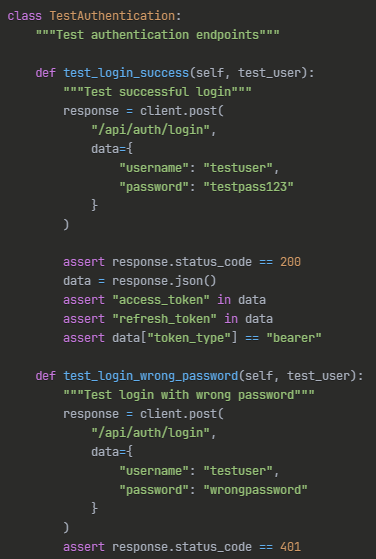 class TestAuthentication:
    """Test authentication endpoints"""

    def test_login_success(self, test_user):
        """Test successful login"""
        response = client.post(
            "/api/auth/login",
            data={
                "username": "testuser",
                "password": "testpass123"
            }
        )

        assert response.status_code == 200
        data = response.json()
        assert "access_token" in data
        assert "refresh_token" in data
        assert data["token_type"] == "bearer"

    def test_login_wrong_password(self, test_user):
        """Test login with wrong password"""
        response = client.post(
            "/api/auth/login",
            data={
                "username": "testuser",
                "password": "wrongpassword"
            }
        )
        assert response.status_code == 401